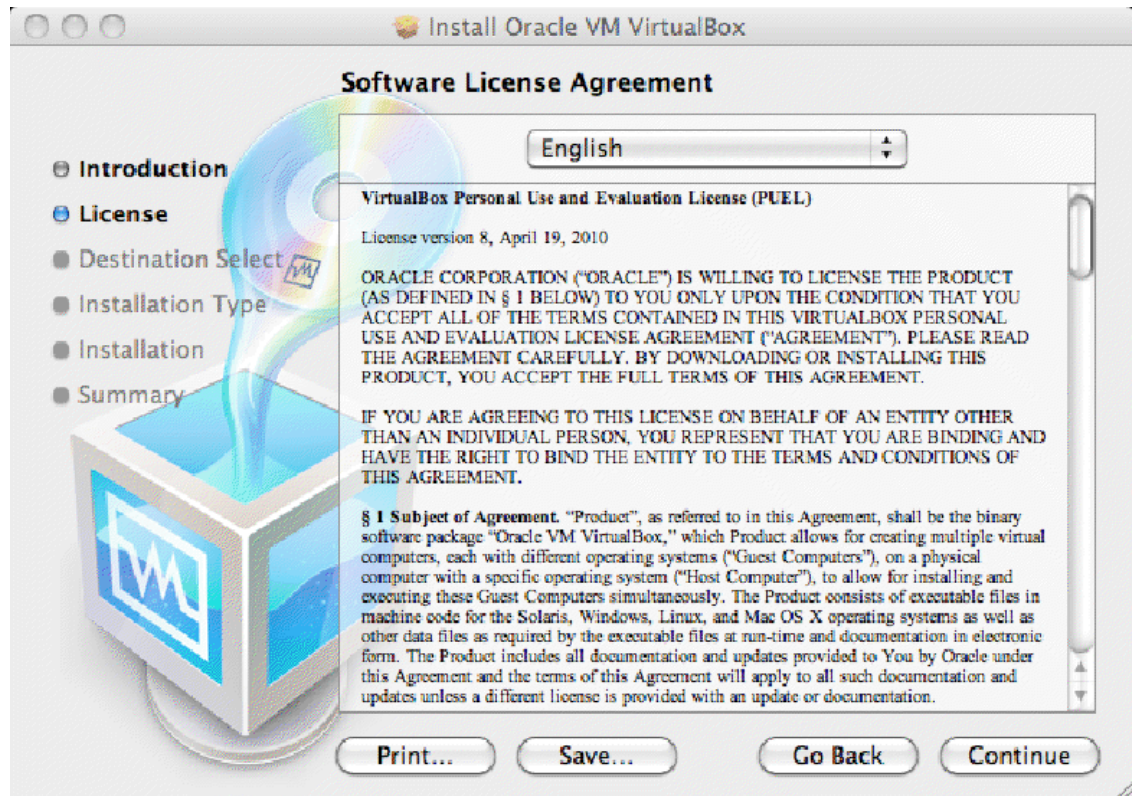 Install Oracle VM VirtualBox
Software License Agreement
Introduction
License
Destination Select
Installation Type
Installation
Summary
English
VirtualBox Personal Use and Evaluation License (PUEL)
License version 8, April 19, 2010
ORACLE CORPORATION (“ORACLE”) IS WILLING TO LICENSE THE PRODUCT
(AS DEFINED IN § 1 BELOW) TO YOU ONLY UPON THE CONDITION THAT YOU
ACCEPT ALL OF THE TERMS CONTAINED IN THIS VIRTUALBOX PERSONAL
USE AND EVALUATION LICENSE AGREEMENT (“AGREEMENT”). PLEASE READ
THE AGREEMENT CAREFULLY. BY DOWNLOADING OR INSTALLING THIS
PRODUCT, YOU ACCEPT THE FULL TERMS OF THIS AGREEMENT.
IF YOU ARE AGREEING TO THIS LICENSE ON BEHALF OF AN ENTITY OTHER
THAN AN INDIVIDUAL PERSON, YOU REPRESENT THAT YOU ARE BINDING AND
HAVE THE RIGHT TO BIND THE ENTITY TO THE TERMS AND CONDITIONS OF
THIS AGREEMENT.
§ 1 Subject of Agreement. “Product”, as referred to in this Agreement, shall be the binary
software package “Oracle VM VirtualBox,” which Product allows for creating multiple virtual
computers, each with different operating systems (“Guest Computers”), on a physical
computer with a specific operating system (“Host Computer”), to allow for installing and
executing these Guest Computers simultaneously. The Product consists of executable files in
machine code for the Solaris, Windows, Linux, and Mac OS X operating systems as well as
other data files as required by the executable files at run-time and documentation in electronic
form. The Product includes all documentation and updates provided to You by Oracle under
this Agreement and the terms of this Agreement will apply to all such documentation and
updates unless a different license is provided with an update or documentation.
Print...
Save...
Go Back
Continue